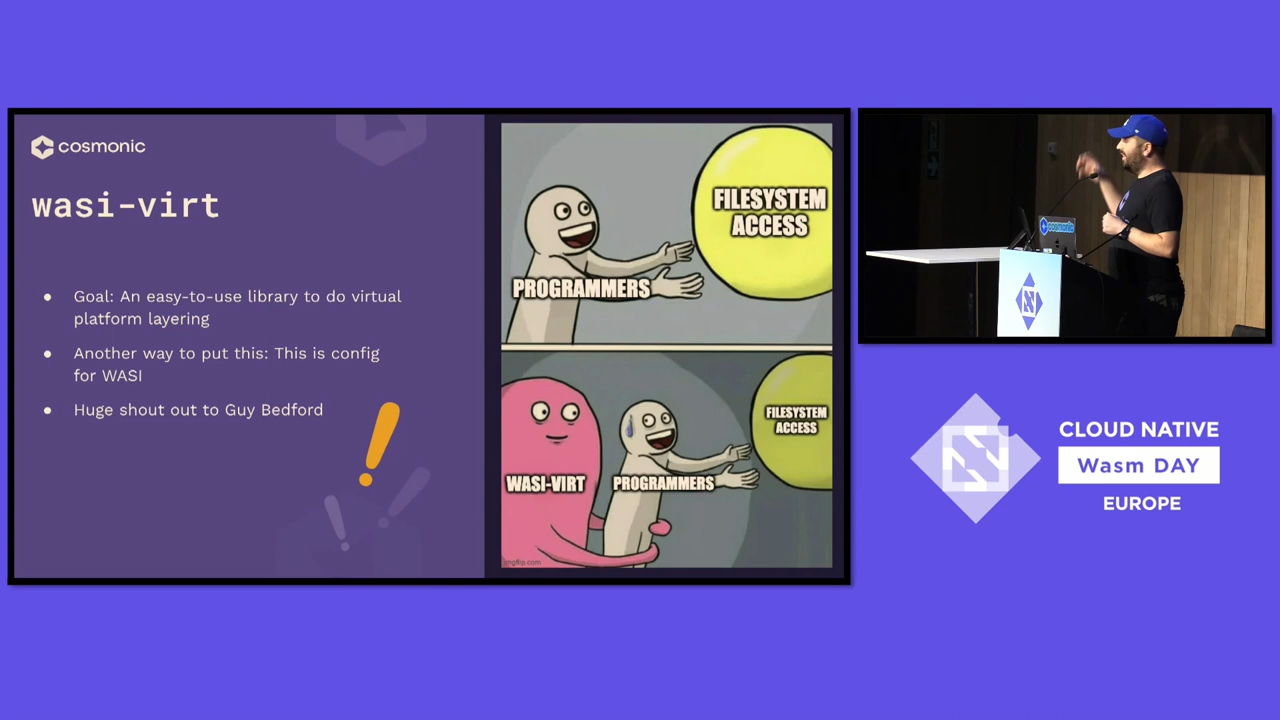 cosmonic
wasi-virt
● Goal: An easy-to-use library to do virtual
platform layering
● Another way to put this: This is config
for WASI
● Huge shout out to Guy Bedford
FILESYSTEM
ACCESS
PROGRAMMERS
FILESYSTEM
ACCESS
WASI-VIRT
PROGRAMMERS
imgflip.com
cosmonic
CLOUD NATIVE
Wasm DAY
EUROPE